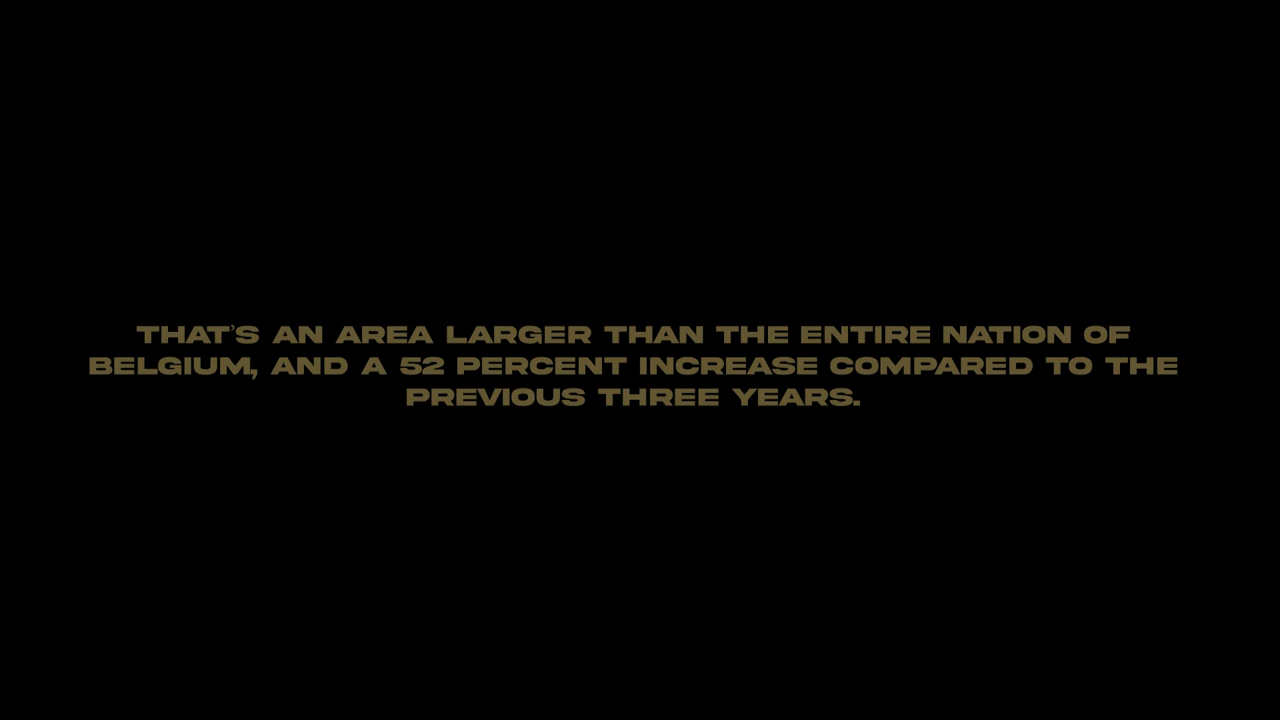 THAT'S AN AREA LARGER THAN THE ENTIRE NATION OF
BELGIUM, AND A 52 PERCENT INCREASE COMPARED TO THE
PREVIOUS THREE YEARS.